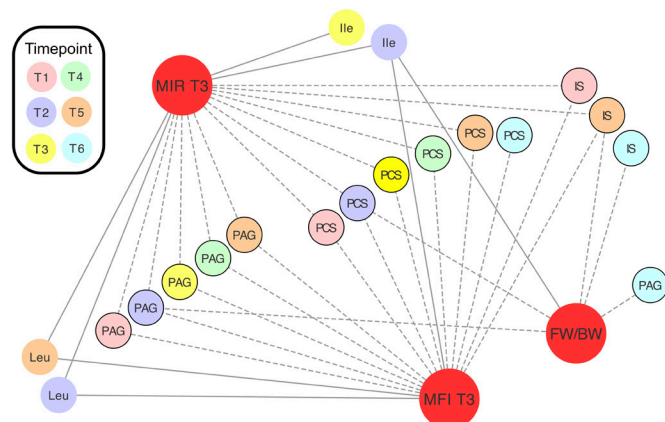 Timepoint
T1 T4
T2 T5
T3 T6
Ile
Ile
MIR T3
IS
IS
IS
PCS
PCS
PCS
PCS
PCS
PCS
PAG
PAG
PAG
PAG
PAG
PAG
FW/BW
Leu
Leu
MFI T3